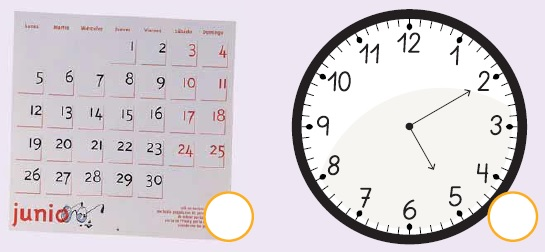 Lunes Martes Miércoles Jueves Viernes Sábado Domingo
1 2 3 4
5 6 7 8 9 10 11
12 13 14 15 16 17 18
19 20 21 22 23 24 25
26 27 28 29 30
junio
12
11 1
10 2
9 3
8 4
7 5
6